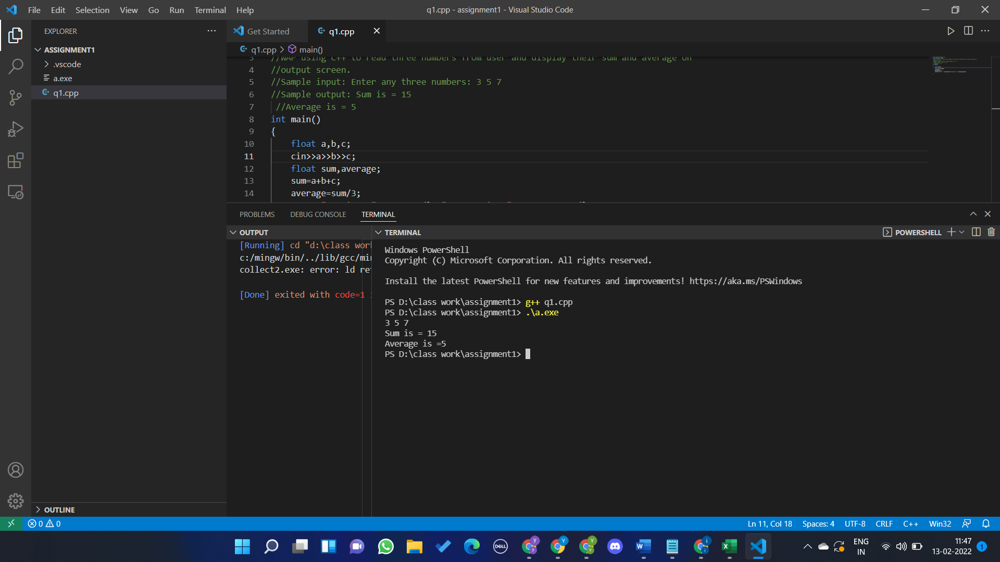 File Edit Selection View Go Run Terminal Help
q1.cpp - assignment1 - Visual Studio Code
EXPLORER
Get Started
q1.cpp
ASSIGNMENT1
.vscode
a.exe
q1.cpp
q1.cpp > main()
3 //WAP using C++ to read three numbers from user and display their sum and average on
4 //output screen.
5 //Sample input: Enter any three numbers: 3 5 7
6 //Sample output: Sum is = 15
7 //Average is = 5
8 int main()
9 {
10 float a,b,c;
11 cin>>a>>b>>c;
12 float sum,average;
13 sum=a+b+c;
14 average=sum/3;
PROBLEMS DEBUG CONSOLE TERMINAL
OUTPUT
[Running] cd "d:\class work
c:/mingw/bin/../lib/gcc/min
collect2.exe: error: ld ret
[Done] exited with code=1
TERMINAL
POWERSHELL
Windows PowerShell
Copyright (C) Microsoft Corporation. All rights reserved.
Install the latest PowerShell for new features and improvements! https://aka.ms/PSWindows
PS D:\class work\assignment1> g++ q1.cpp
PS D:\class work\assignment1> .\a.exe
3 5 7
Sum is = 15
Average is =5
PS D:\class work\assignment1>
OUTLINE
0 0
Ln 11, Col 18 Spaces: 4 UTF-8 CRLF C++ Win32
DELL
ENG
IN
11:47
13-02-2022
1